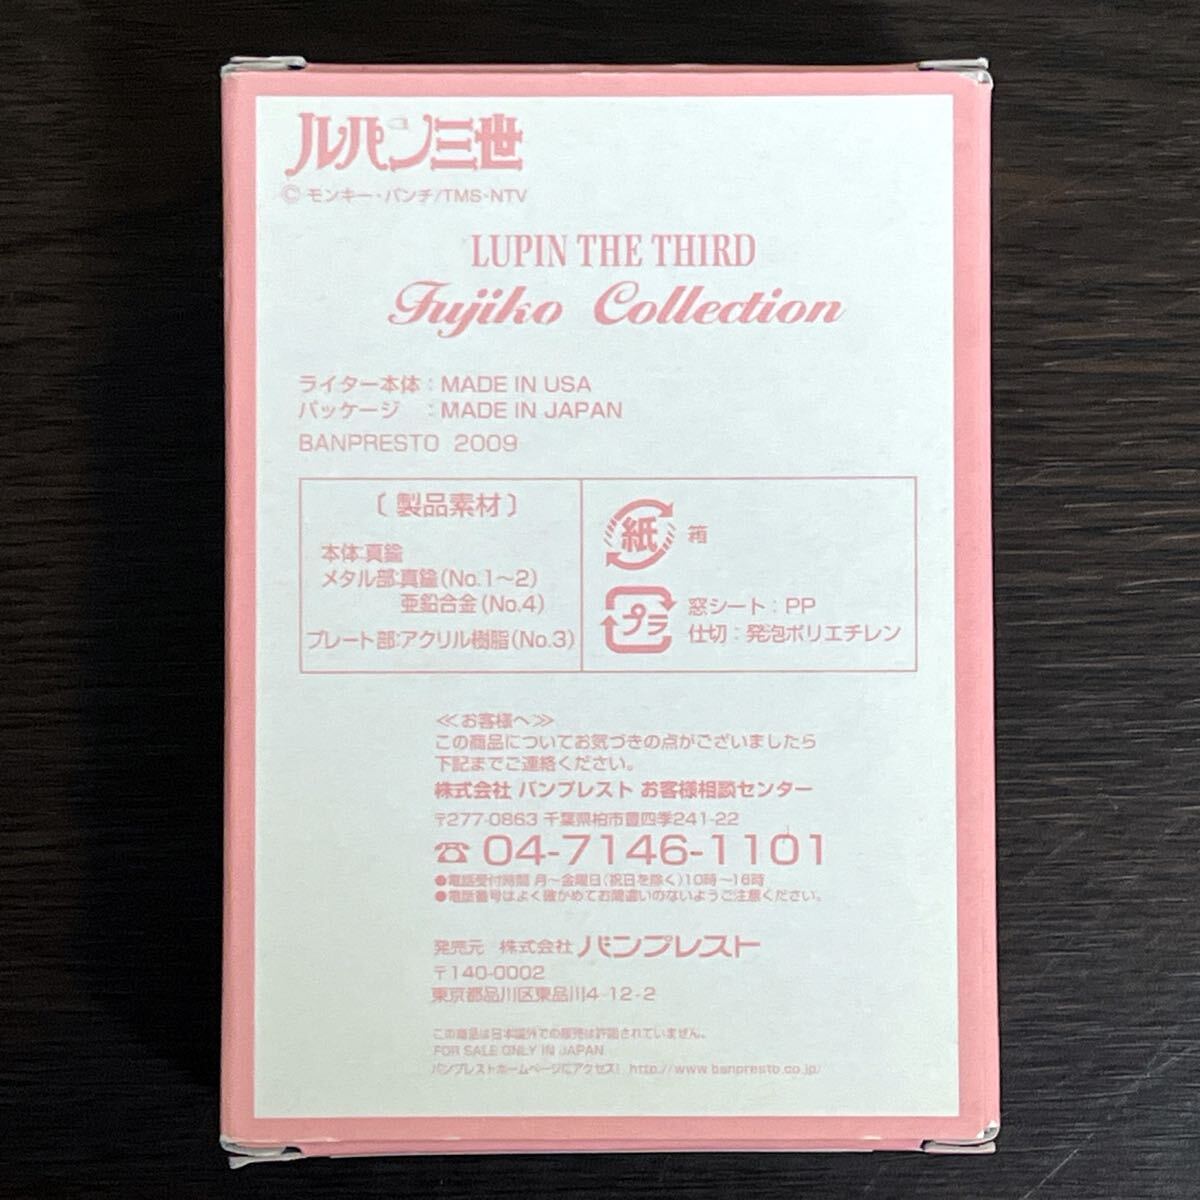 ルパン三世
© モンキー・パンチ/TMS・NTV
LUPIN THE THIRD
Fujiko Collection
ライター本体：MADE IN USA
パッケージ ：MADE IN JAPAN
BANPRESTO 2009
〔 製品素材 〕
本体:真鍮
メタル部:真鍮(No.1〜2)
亜鉛合金(No.4)
プレート部:アクリル樹脂(No.3)
紙 箱
プラ 窓シート：PP
仕切：発泡ポリエチレン
≪お客様へ≫
この商品についてお気づきの点がございましたら
下記までご連絡ください。
株式会社 バンプレスト お客様相談センター
〒277-0863 千葉県柏市豊四季241-22
☎ 04-7146-1101
●電話受付時間 月〜金曜日(祝日を除く)10時〜16時
●電話番号はよく確かめてお間違いのないようご注意ください。
発売元 株式会社 バンプレスト
〒140-0002
東京都品川区東品川4-12-2
この商品は日本国外での販売は許諾されていません。
FOR SALE ONLY IN JAPAN
バンプレストホームページにアクセス! http://www.banpresto.co.jp/